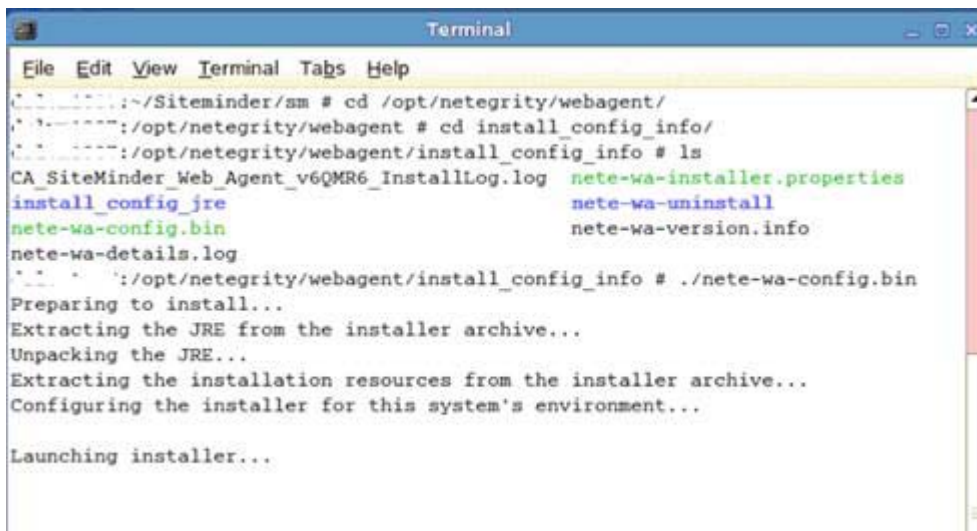 Terminal
File Edit View Terminal Tabs Help
:~/Siteminder/sm # cd /opt/netegrity/webagent/
:/opt/netegrity/webagent # cd install_config_info/
:/opt/netegrity/webagent/install_config_info # ls
CA_SiteMinder_Web_Agent_v6QMR6_InstallLog.log nete-wa-installer.properties
install_config_jre nete-wa-uninstall
nete-wa-config.bin nete-wa-version.info
nete-wa-details.log
:/opt/netegrity/webagent/install_config_info # ./nete-wa-config.bin
Preparing to install...
Extracting the JRE from the installer archive...
Unpacking the JRE...
Extracting the installation resources from the installer archive...
Configuring the installer for this system's environment...
Launching installer...